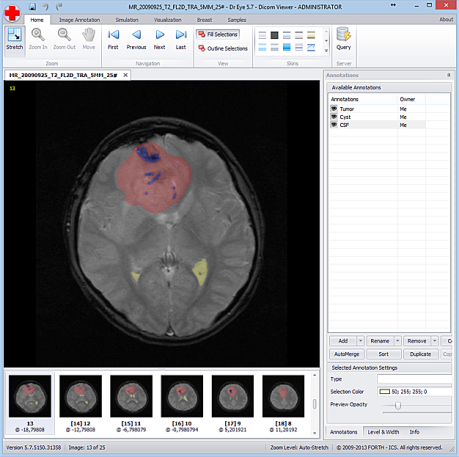 MR_20090925_T2_FL2D_TRA_5MM_25# - Dr Eye 5.7 - Dicom Viewer - ADMINISTRATOR
Home Image Annotation Simulation Breast Samples About
Stretch Zoom In Zoom Out Move First Previous Next Last Fill Selections Outline Selections Query
Zoom Navigation View Skins Server
MR_20090925_T2_FL2D_TRA_5MM_25#
Annotations
13
Available Annotations
Annotations Owner
Tumor Me
Cyst Me
CSF Me
Add Rename Remove
AutoMerge Sort Duplicate
Selected Annotation Settings
Type
Selection Color 50; 255; 255; 0
Preview Opacity
13 [14] 12 [15] 11 [16] 10 [17] 9 [18] 8
@ -18,79808 @ -12,79808 @ -6,798079 @ -0,7980794 @ 5,201921 @ 11,20192
Annotations Level & Width Info
Version 5.7.5150.31358 Image: 13 of 25 Zoom Level: Auto-Stretch © 2009-2013 FORTH - ICS. All rights reserved.